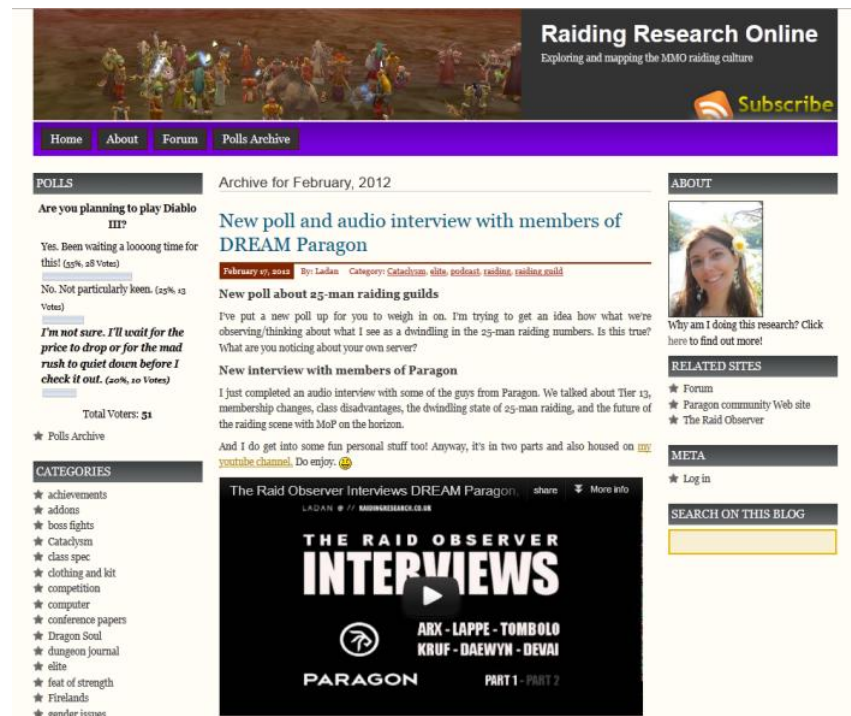 Raiding Research Online
Exploring and mapping the MMO raiding culture
Subscribe
Home About Forum Polls Archive
POLLS
Are you planning to play Diablo
III?
Yes. Been waiting a loooong time for
this! (55%, 28 Votes)
No. Not particularly keen. (25%, 13
Votes)
I'm not sure. I'll wait for the
price to drop or for the mad
rush to quiet down before I
check it out. (20%, 10 Votes)
Total Voters: 51
Polls Archive
CATEGORIES
achievements
addons
boss fights
Cataclysm
class spec
clothing and kit
competition
computer
conference papers
Dragon Soul
dungeon journal
elite
feat of strength
Firelands
gender issues
Archive for February, 2012
New poll and audio interview with members of
DREAM Paragon
February 17, 2012 By: Ladan Category: Cataclysm, elite, podcast, raiding, raiding guild
New poll about 25-man raiding guilds
I've put a new poll up for you to weigh in on. I'm trying to get an idea how what we're
observing/thinking about what I see as a dwindling in the 25-man raiding numbers. Is this true?
What are you noticing about your own server?
New interview with members of Paragon
I just completed an audio interview with some of the guys from Paragon. We talked about Tier 13,
membership changes, class disadvantages, the dwindling state of 25-man raiding, and the future of
the raiding scene with MoP on the horizon.
And I do get into some fun personal stuff too! Anyway, it's in two parts and also housed on my
youtube channel. Do enjoy.
The Raid Observer Interviews DREAM Paragon, share More info
LADAN @ // RAIDINGRESEARCH.CO.UK
THE RAID OBSERVER
INTERVIEWS
ARX - LAPPE - TOMBOLO
KRUF - DAEWYN - DEVAI
PARAGON PART 1 - PART 2
ABOUT
Why am I doing this research? Click
here to find out more!
RELATED SITES
Forum
Paragon community Web site
The Raid Observer
META
Log in
SEARCH ON THIS BLOG